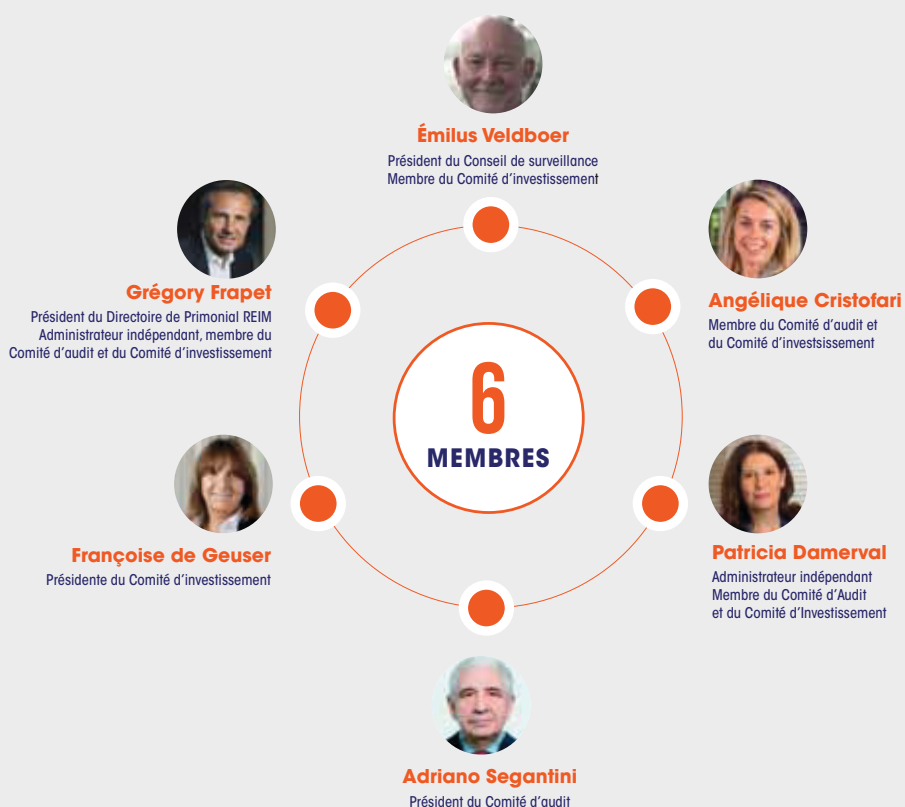 Émilus Veldboer
Président du Conseil de surveillance
Membre du Comité d'investissement
Grégory Frapet
Président du Directoire de Primonial REIM
Administrateur indépendant, membre du
Comité d'audit et du Comité d'investissement
Angélique Cristofari
Membre du Comité d'audit et
du Comité d'investsissement
6
MEMBRES
Françoise de Geuser
Présidente du Comité d'investissement
Patricia Damerval
Administrateur indépendant
Membre du Comité d'Audit
et du Comité d'Investissement
Adriano Segantini
Président du Comité d'audit